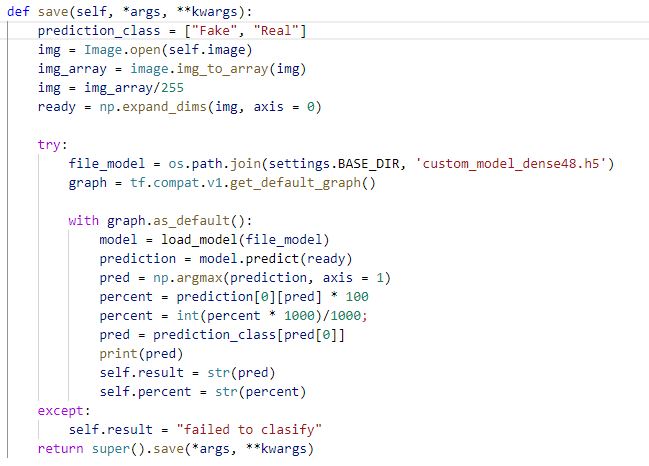 def save(self, *args, **kwargs):
    prediction_class = ["Fake", "Real"]
    img = Image.open(self.image)
    img_array = image.img_to_array(img)
    img = img_array/255
    ready = np.expand_dims(img, axis = 0)

    try:
        file_model = os.path.join(settings.BASE_DIR, 'custom_model_dense48.h5')
        graph = tf.compat.v1.get_default_graph()

        with graph.as_default():
            model = load_model(file_model)
            prediction = model.predict(ready)
            pred = np.argmax(prediction, axis = 1)
            percent = prediction[0][pred] * 100
            percent = int(percent * 1000)/1000;
            pred = prediction_class[pred[0]]
            print(pred)
            self.result = str(pred)
            self.percent = str(percent)
    except:
        self.result = "failed to clasify"
    return super().save(*args, **kwargs)